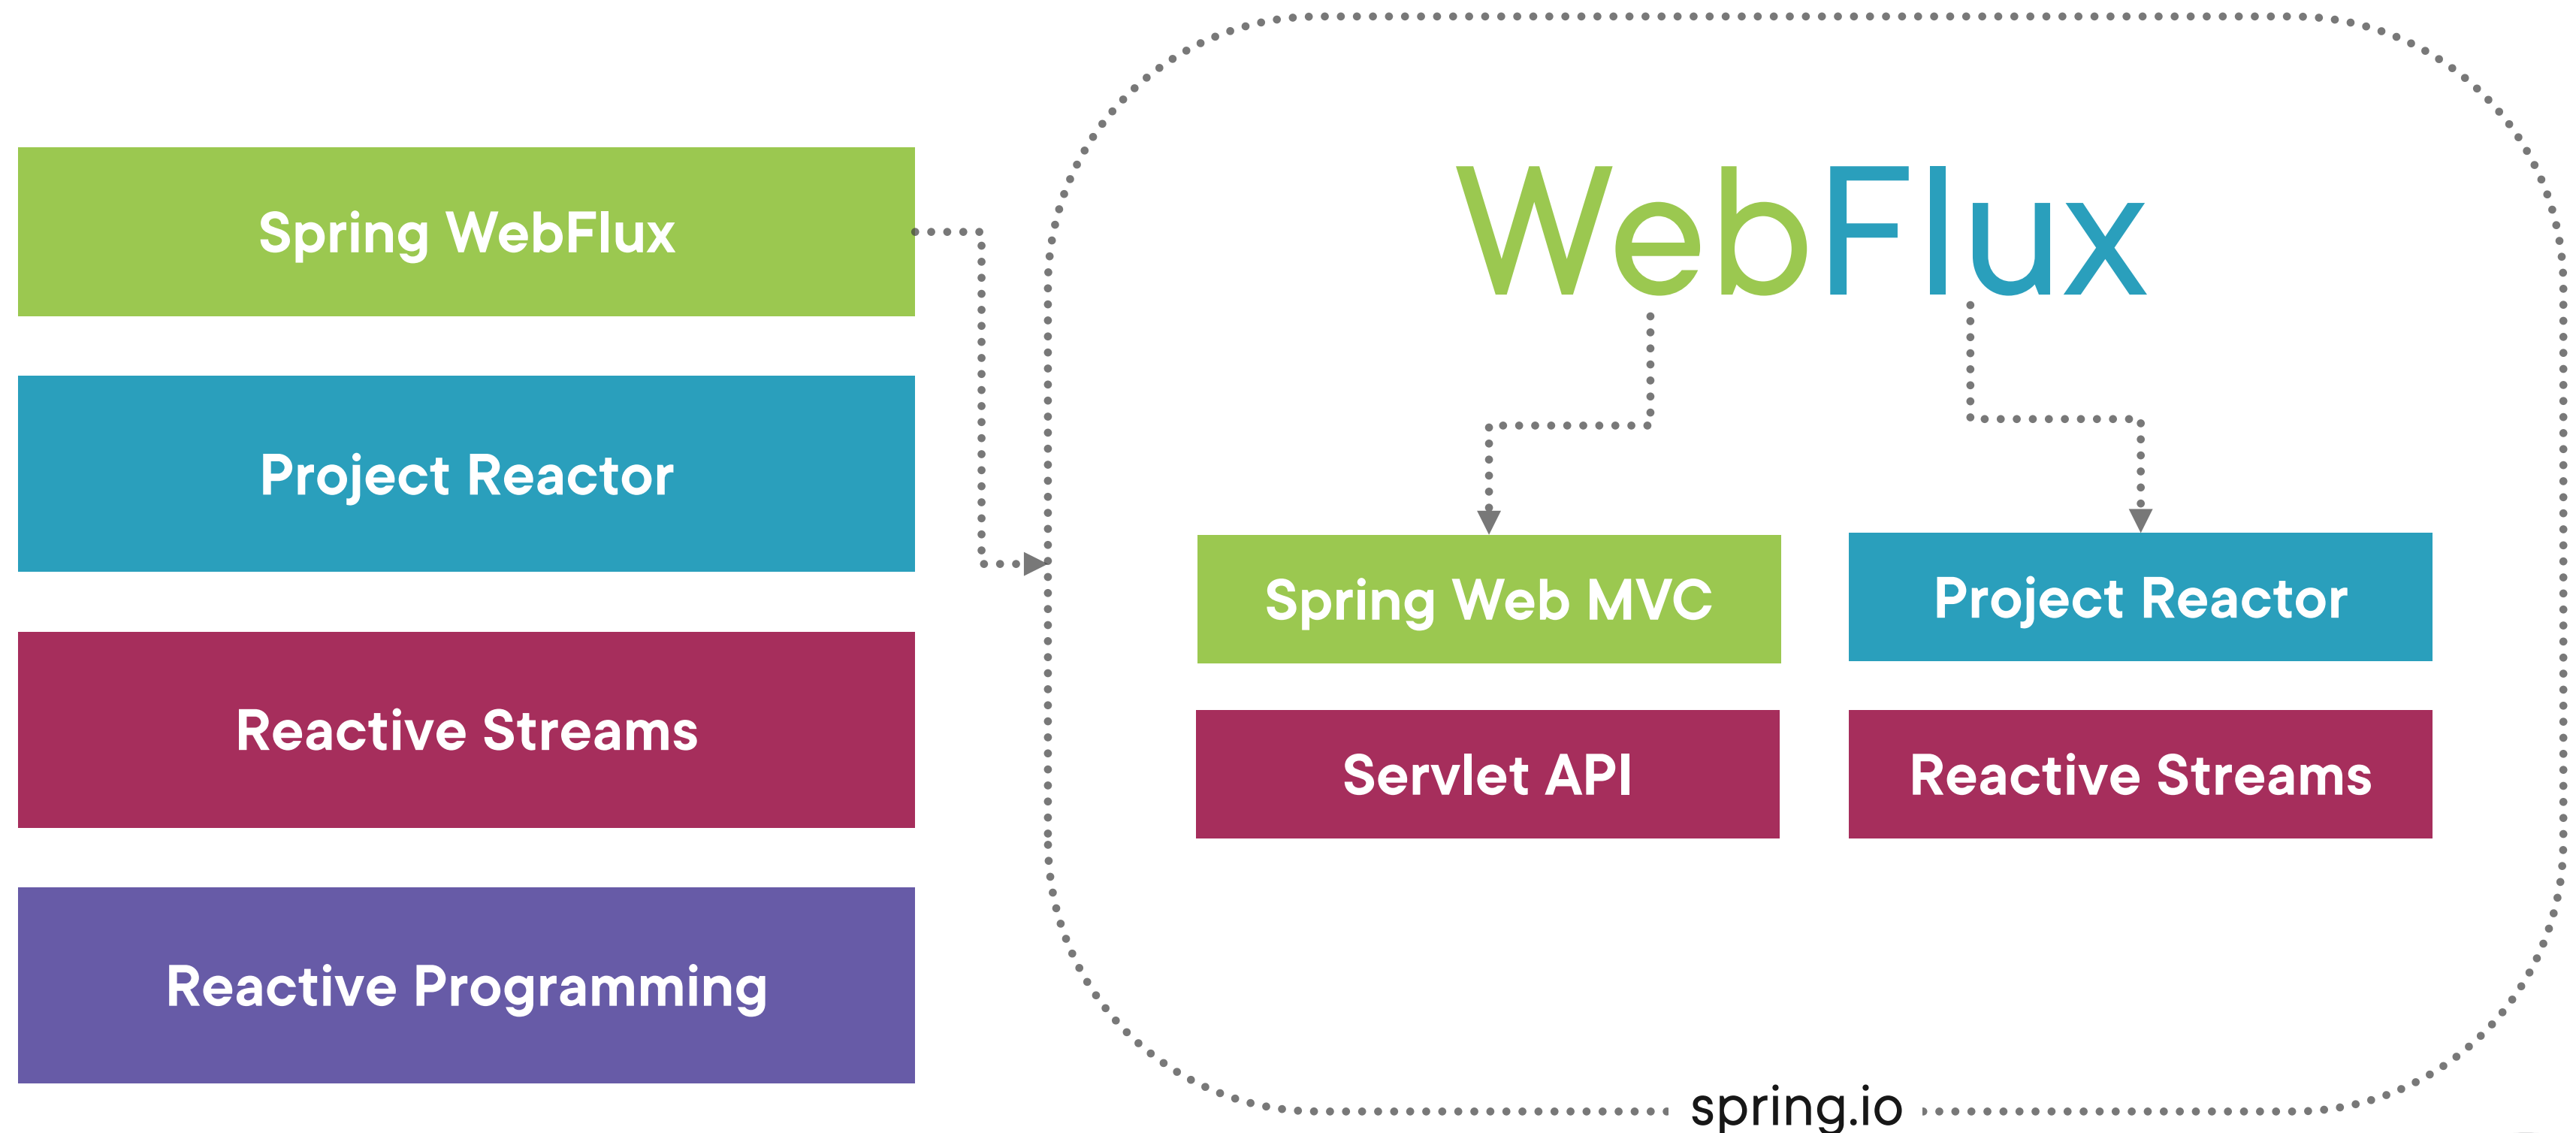 Spring WebFlux
Project Reactor
Reactive Streams
Reactive Programming
WebFlux
Spring Web MVC
Project Reactor
Servlet API
Reactive Streams
spring.io